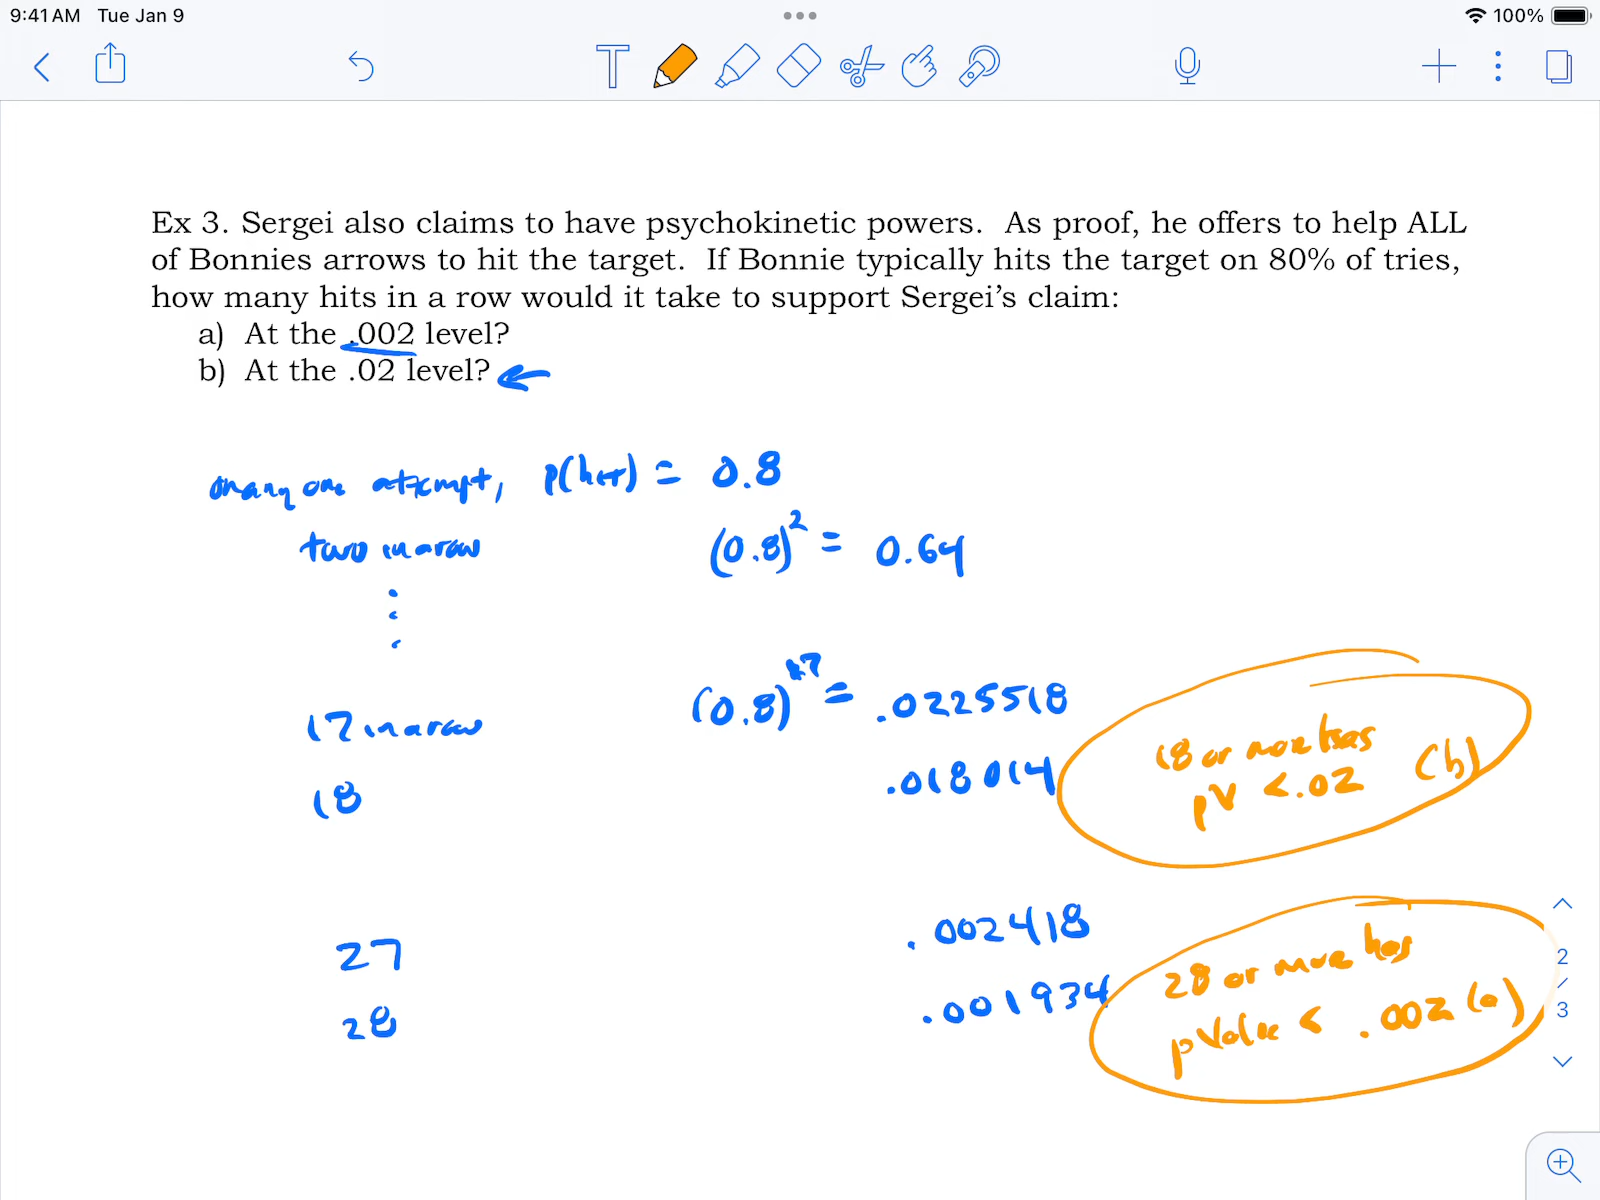 9:41 AM Tue Jan 9
100%
Ex 3. Sergei also claims to have psychokinetic powers. As proof, he offers to help ALL
of Bonnies arrows to hit the target. If Bonnie typically hits the target on 80% of tries,
how many hits in a row would it take to support Sergei's claim:
a) At the .002 level?
b) At the .02 level?
on any one attempt, p(hit) = 0.8
two in a row (0.8)^2 = 0.64
17 in a row (0.8)^17 = .0225518
18 .018014
18 or more has
pV < .02 (b)
27 .002418
28 .001934
28 or more has
pValue < .002 (a)
2
/
3